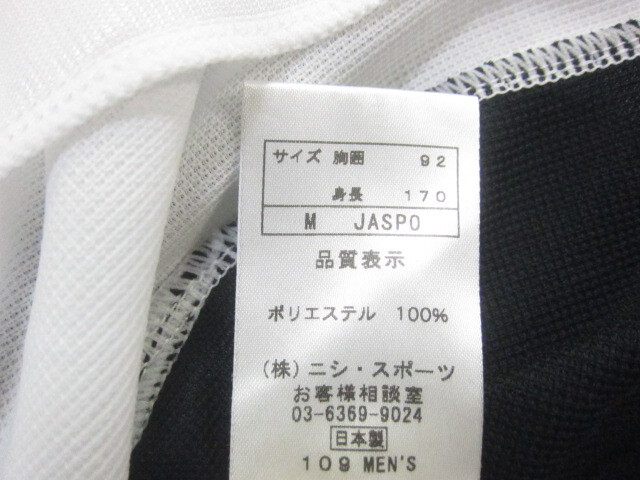 サイズ 胸囲 92
身長 170
M JASPO
品質表示
ポリエステル 100%
(株)ニシ・スポーツ
お客様相談室
03-6369-9024
日本製
109 MEN'S